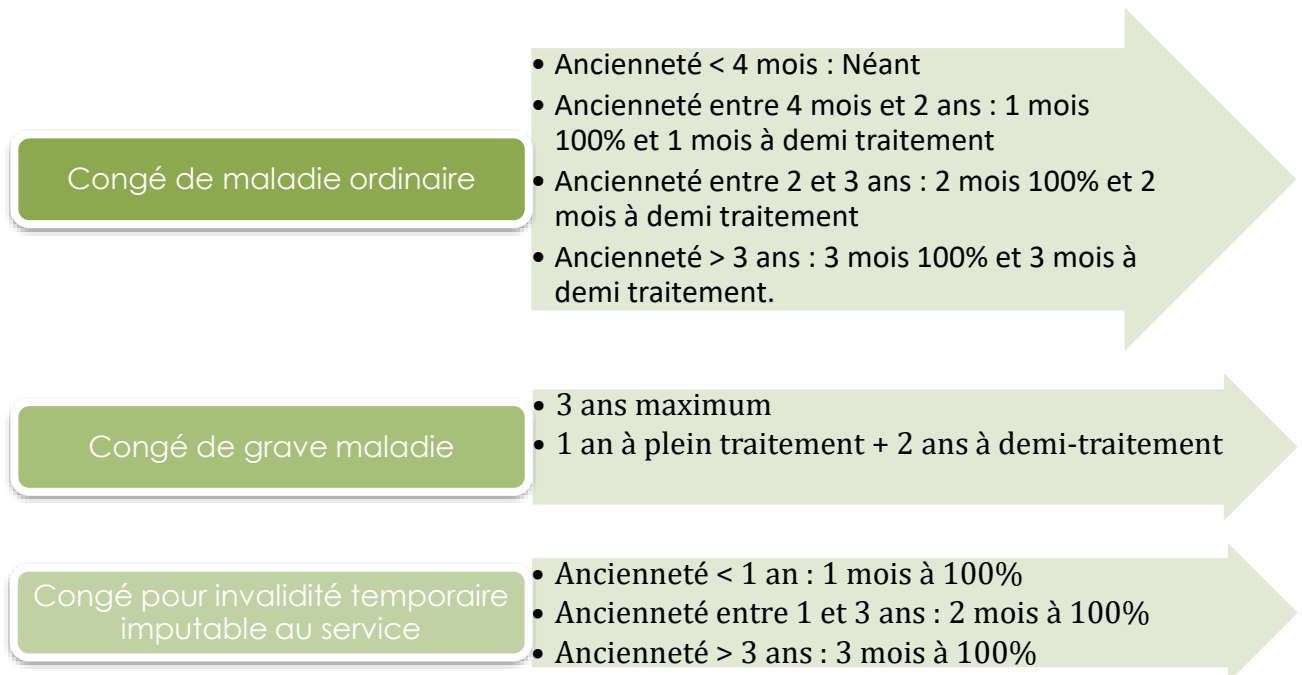 Congé de maladie ordinaire
• Ancienneté < 4 mois : Néant
• Ancienneté entre 4 mois et 2 ans : 1 mois
100% et 1 mois à demi traitement
• Ancienneté entre 2 et 3 ans : 2 mois 100% et 2
mois à demi traitement
• Ancienneté > 3 ans : 3 mois 100% et 3 mois à
demi traitement.
Congé de grave maladie
• 3 ans maximum
• 1 an à plein traitement + 2 ans à demi-traitement
Congé pour invalidité temporaire
imputable au service
• Ancienneté < 1 an : 1 mois à 100%
• Ancienneté entre 1 et 3 ans : 2 mois à 100%
• Ancienneté > 3 ans : 3 mois à 100%